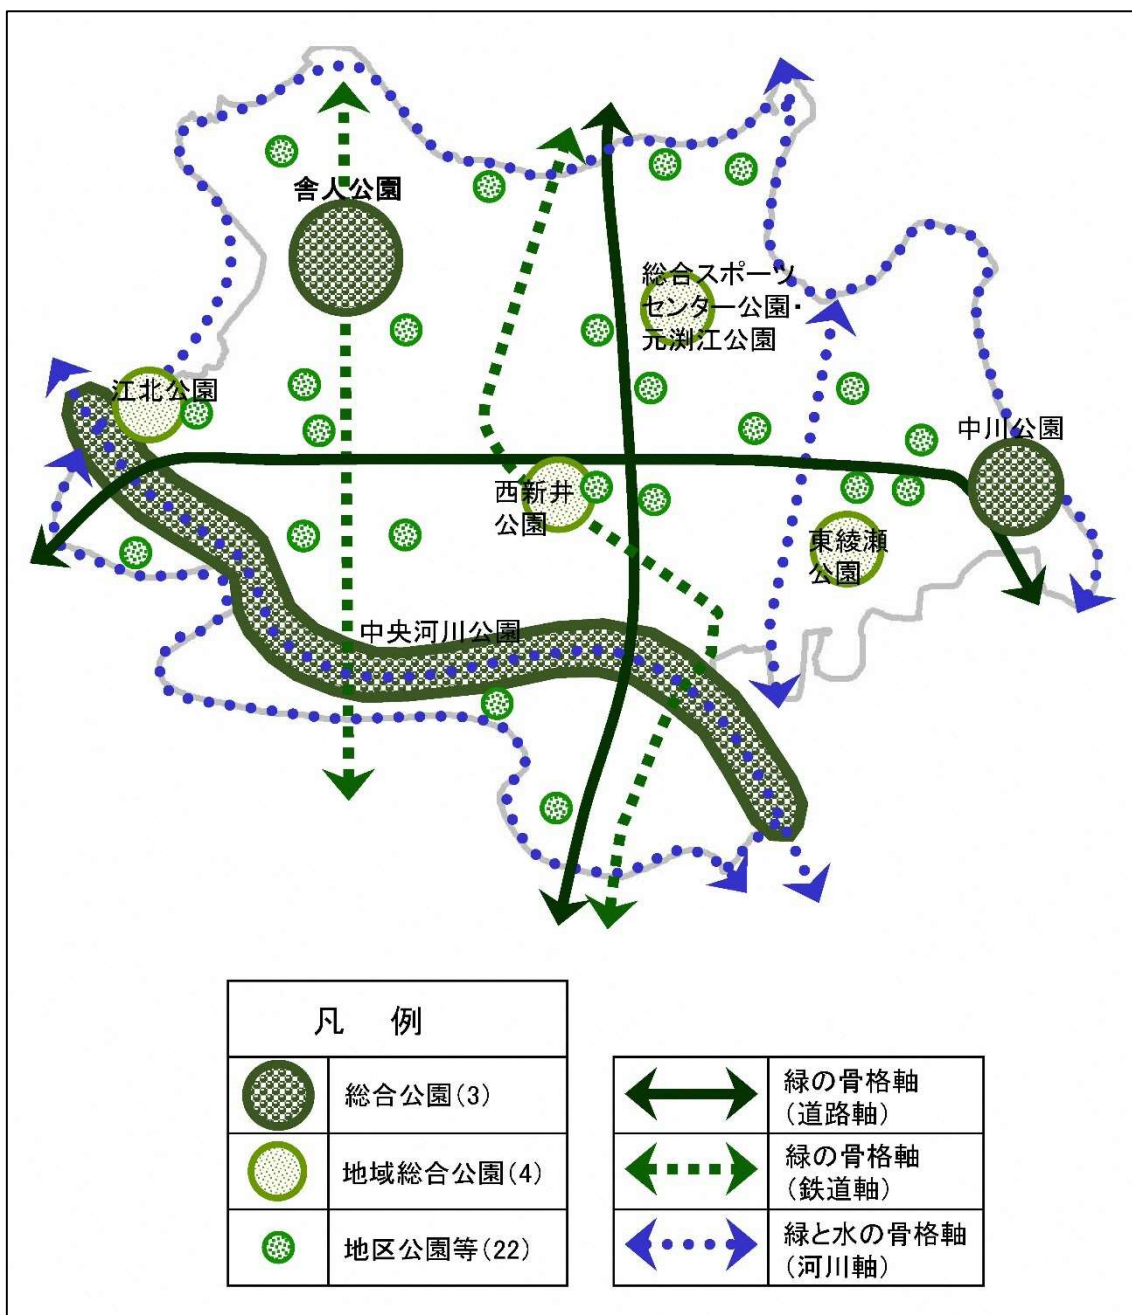 舎人公園
総合スポーツ
センター公園・
元渕江公園
江北公園
中川公園
西新井
公園
東綾瀬
公園
中央河川公園
凡 例
総合公園(3)
地域総合公園(4)
地区公園等(22)
緑の骨格軸
(道路軸)
緑の骨格軸
(鉄道軸)
緑と水の骨格軸
(河川軸)